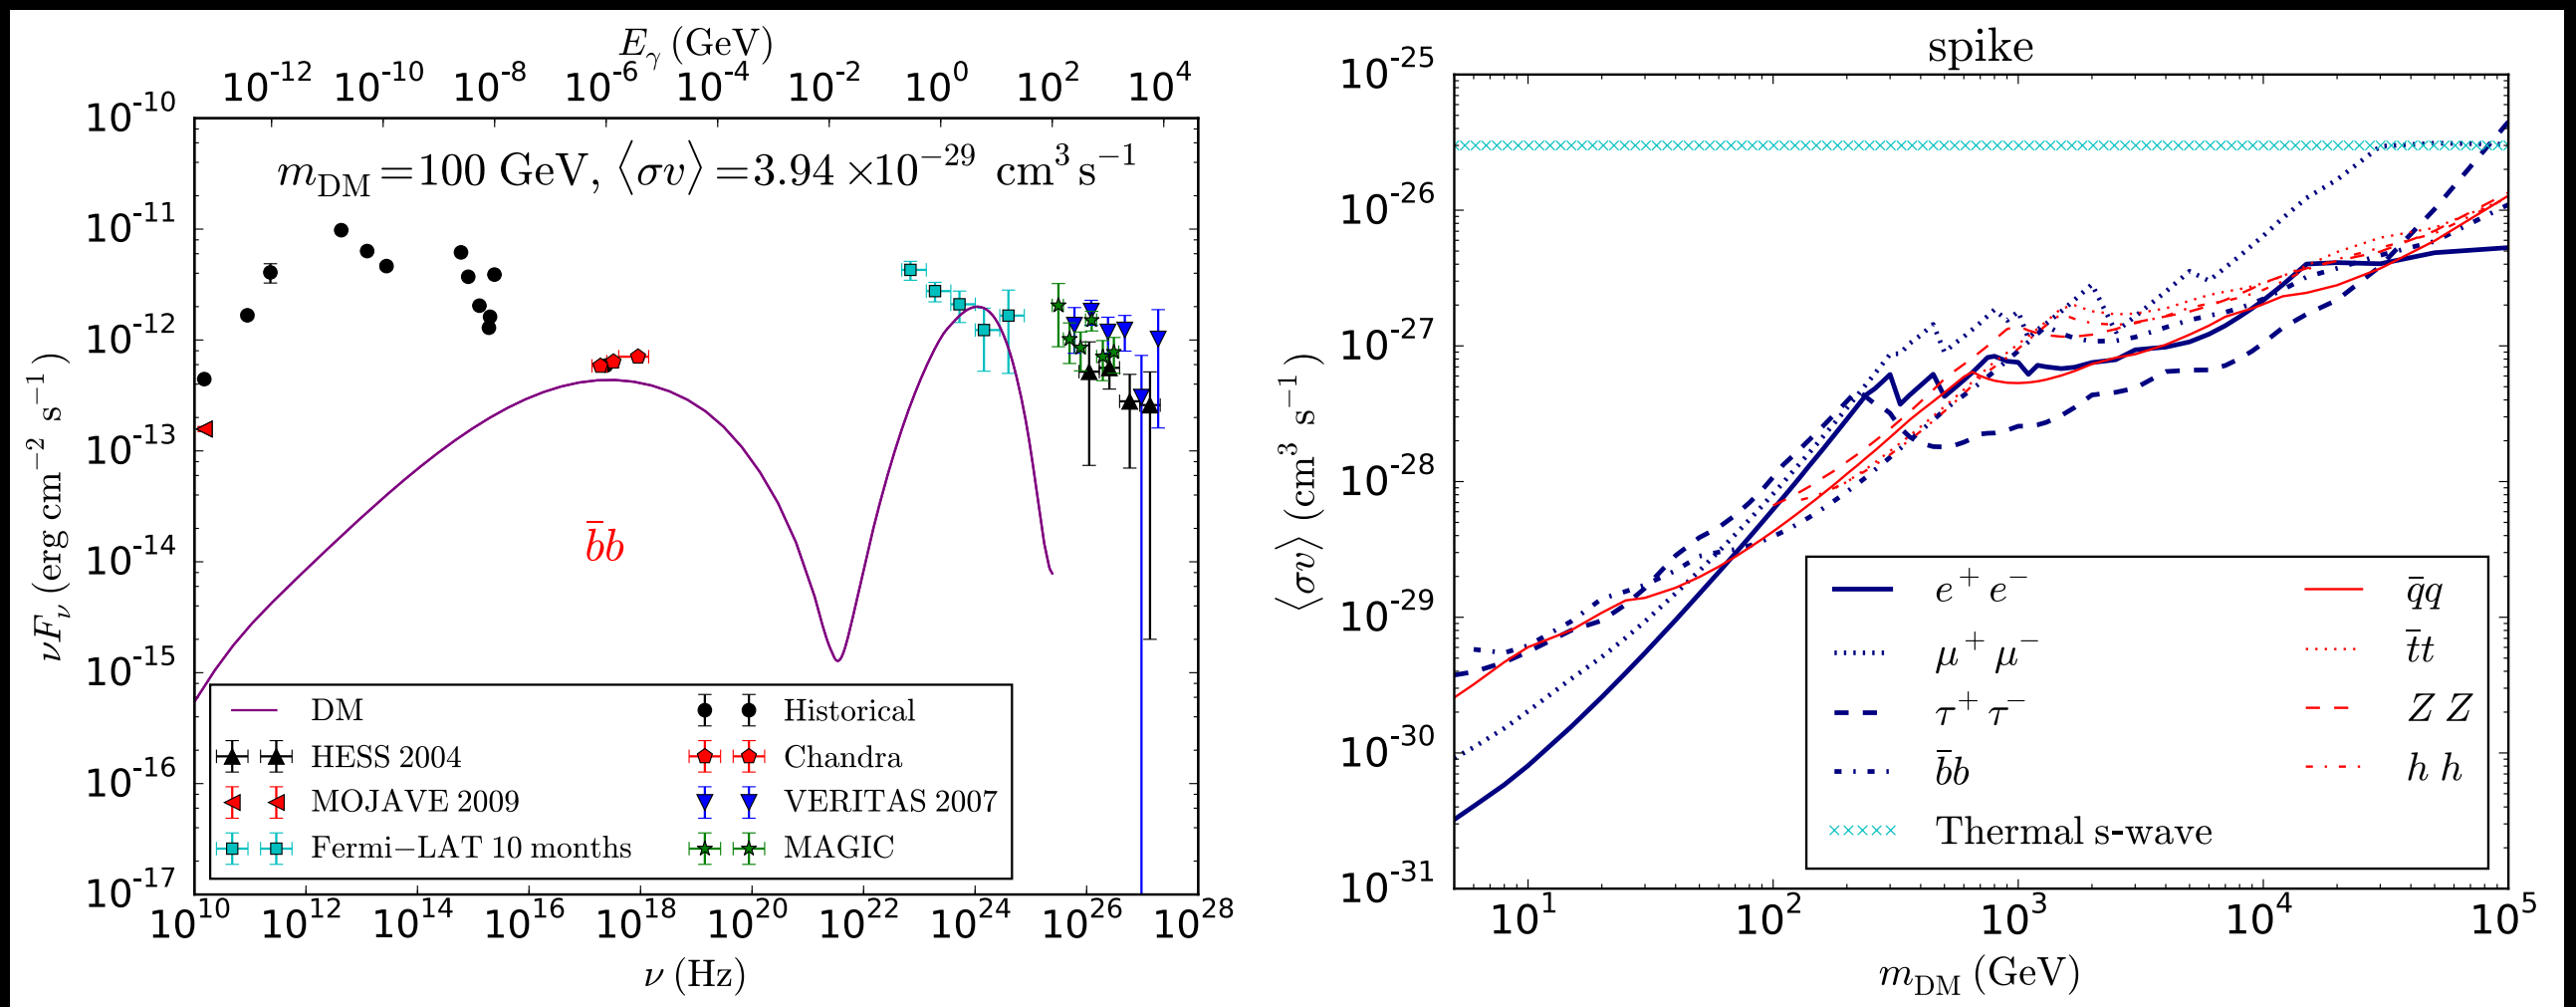 E_γ (GeV)
10^-12 10^-10 10^-8 10^-6 10^-4 10^-2 10^0 10^2 10^4
10^-10
10^-11
10^-12
10^-13
10^-14
10^-15
10^-16
10^-17
νF_ν (erg cm^−2 s^−1)
m_DM = 100 GeV, ⟨σv⟩ = 3.94 ×10^−29 cm^3 s^−1
b̄b
DM
HESS 2004
MOJAVE 2009
Fermi−LAT 10 months
Historical
Chandra
VERITAS 2007
MAGIC
10^10 10^12 10^14 10^16 10^18 10^20 10^22 10^24 10^26 10^28
ν (Hz)
spike
10^-25
10^-26
10^-27
10^-28
10^-29
10^-30
10^-31
⟨σv⟩ (cm^3 s^−1)
e^+ e^−
μ^+ μ^−
τ^+ τ^−
b̄b
Thermal s-wave
q̄q
t̄t
Z Z
h h
10^1 10^2 10^3 10^4 10^5
m_DM (GeV)